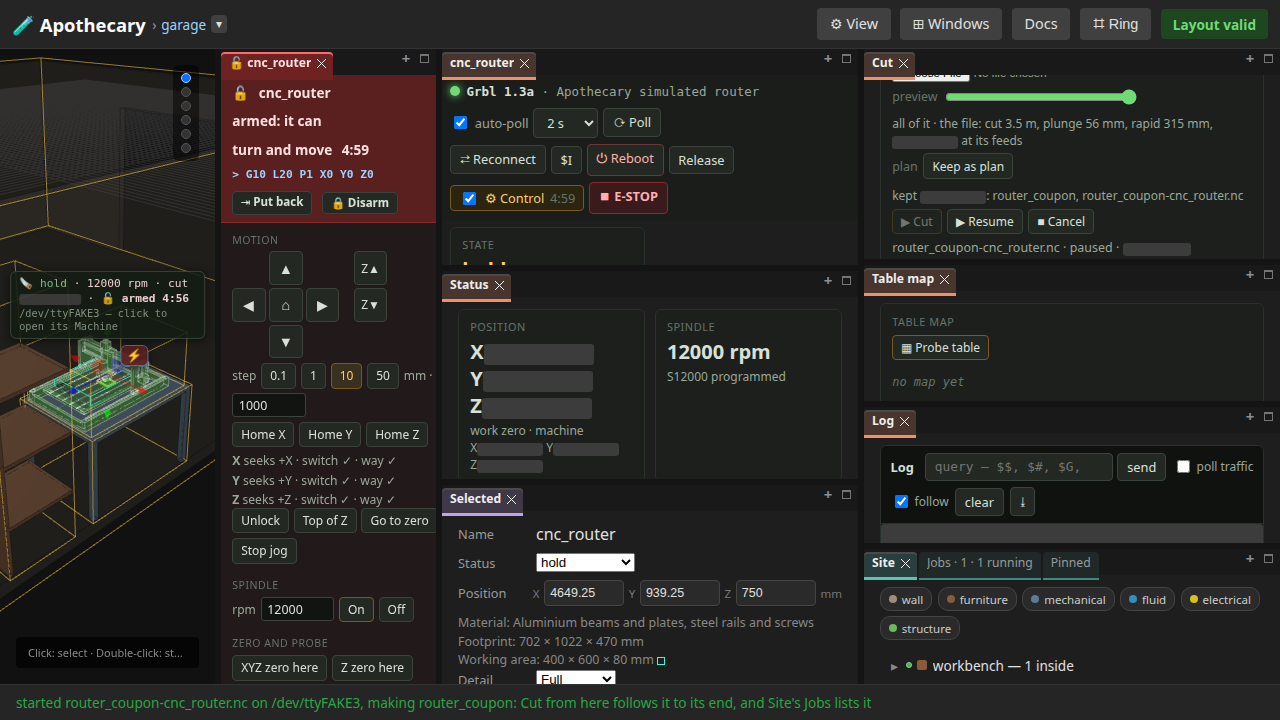 🧪 Apothecary › garage ▾
⚙ View
⊞ Windows
Docs
⌗ Ring
Layout valid
🔓 cnc_router
🔓 cnc_router
armed: it can
turn and move 4:59
> G10 L20 P1 X0 Y0 Z0
⇥ Put back
🔒 Disarm
hold · 12000 rpm · cut
· 🔓 armed 4:56
/dev/ttyFAKE3 — click to
open its Machine
Click: select · Double-click: st…
MOTION
▲ Z▲
◀ ⌂ ▶ Z▼
▼
step 0.1 1 10 50 mm ·
1000
Home X Home Y Home Z
X seeks +X · switch ✓ · way ✓
Y seeks +Y · switch ✓ · way ✓
Z seeks +Z · switch ✓ · way ✓
Unlock Top of Z Go to zero
Stop jog
SPINDLE
rpm 12000 On Off
ZERO AND PROBE
XYZ zero here Z zero here
cnc_router
Grbl 1.3a · Apothecary simulated router
auto-poll 2 s ⟳ Poll
⇄ Reconnect $I ⏻ Reboot Release
⚙ Control 4:59 ■ E-STOP
STATE
Status
POSITION
X
Y
Z
work zero · machine
X Y
Z
SPINDLE
12000 rpm
S12000 programmed
Selected
Name cnc_router
Status hold
Position X 4649.25 Y 939.25 Z 750 mm
Material: Aluminium beams and plates, steel rails and screws
Footprint: 702 × 1022 × 470 mm
Working area: 400 × 600 × 80 mm
Detail Full
Cut
preview
all of it · the file: cut 3.5 m, plunge 56 mm, rapid 315 mm,
at its feeds
plan Keep as plan
kept : router_coupon, router_coupon-cnc_router.nc
▶ Cut ▶ Resume ■ Cancel
router_coupon-cnc_router.nc · paused ·
Table map
TABLE MAP
▦ Probe table
no map yet
Log
Log query — $$, $#, $G, send poll traffic
follow clear ⤓
Site
Jobs · 1 · 1 running
Pinned
wall furniture mechanical fluid electrical
structure
▸ workbench — 1 inside
started router_coupon-cnc_router.nc on /dev/ttyFAKE3, making router_coupon: Cut from here follows it to its end, and Site's Jobs lists it